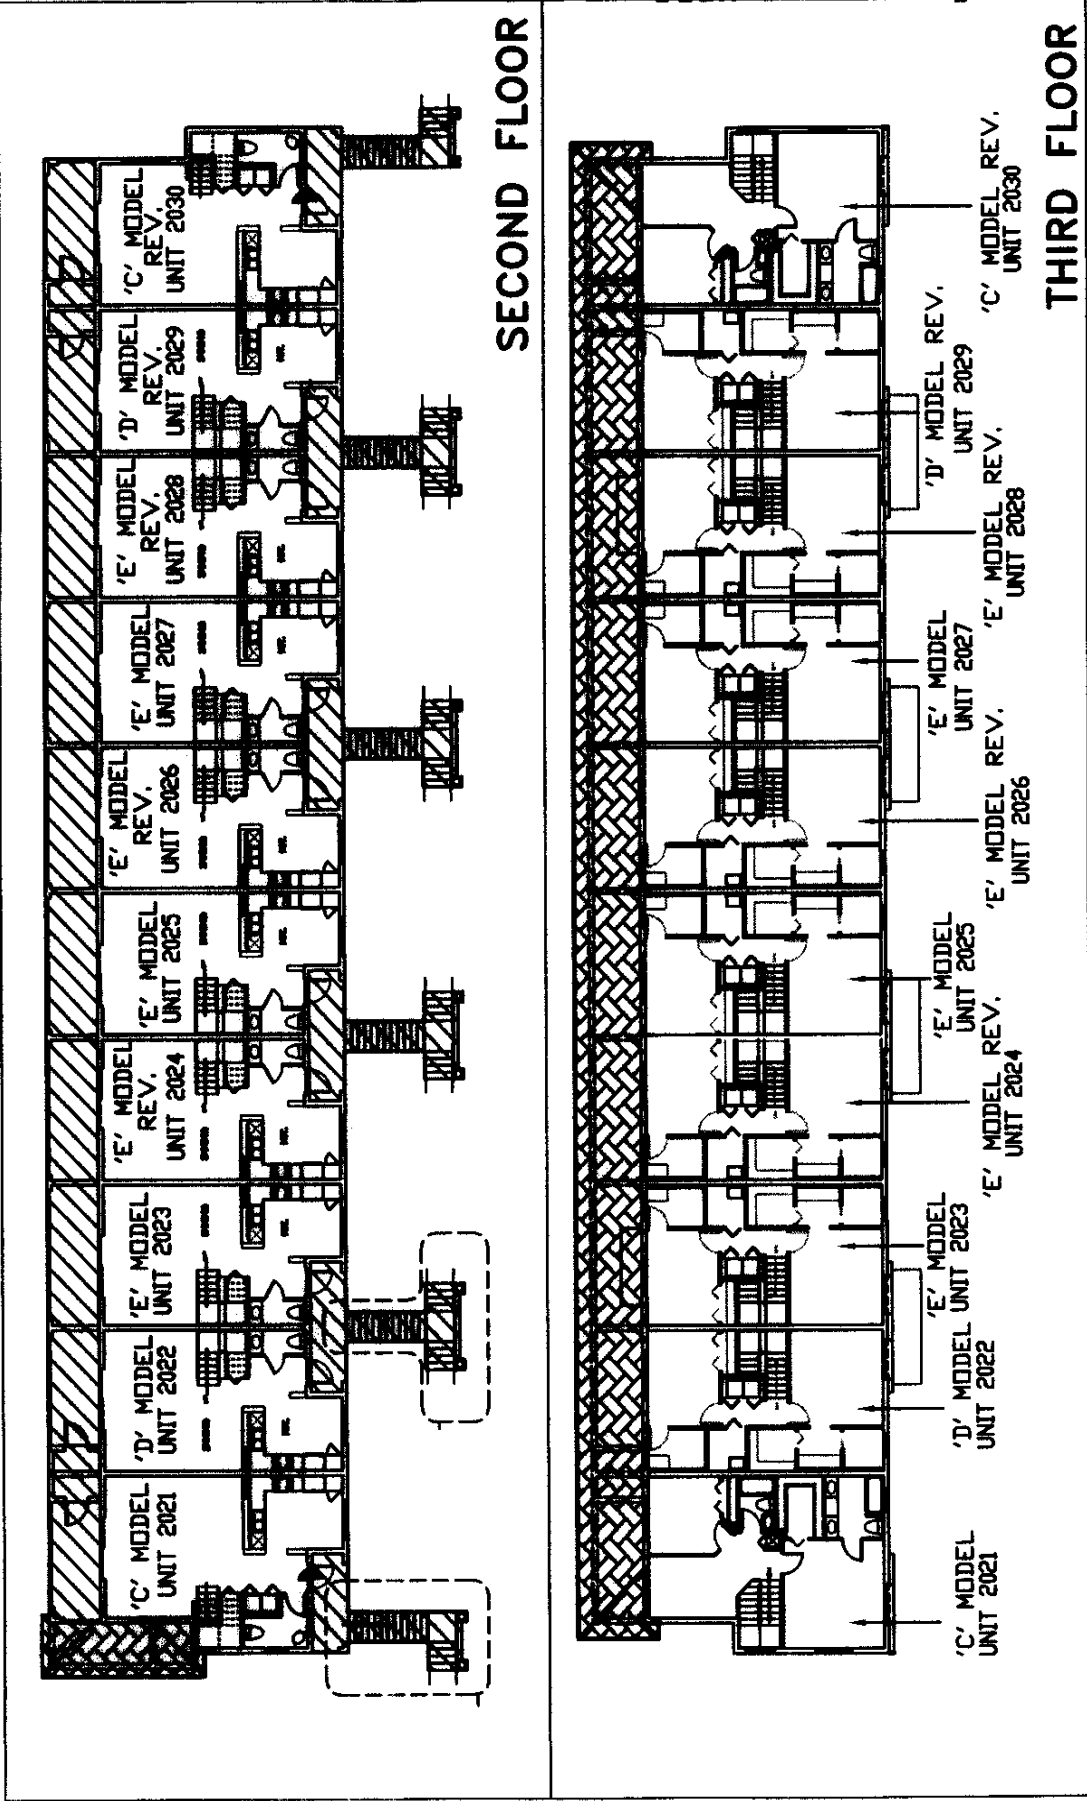 'C' MODEL
UNIT 2021
'D' MODEL
UNIT 2022
'E' MODEL
UNIT 2023
'E' MODEL
REV.
UNIT 2024
'E' MODEL
UNIT 2025
'E' MODEL
REV.
UNIT 2026
'E' MODEL
UNIT 2027
'E' MODEL
REV.
UNIT 2028
'D' MODEL
REV.
UNIT 2029
'C' MODEL
REV.
UNIT 2030
SECOND FLOOR
'C' MODEL
UNIT 2021
'D' MODEL
UNIT 2022
'E' MODEL
UNIT 2023
'E' MODEL REV.
UNIT 2024
'E' MODEL
UNIT 2025
'E' MODEL REV.
UNIT 2026
'E' MODEL
UNIT 2027
'E' MODEL REV.
UNIT 2028
'D' MODEL REV.
UNIT 2029
'C' MODEL REV.
UNIT 2030
THIRD FLOOR